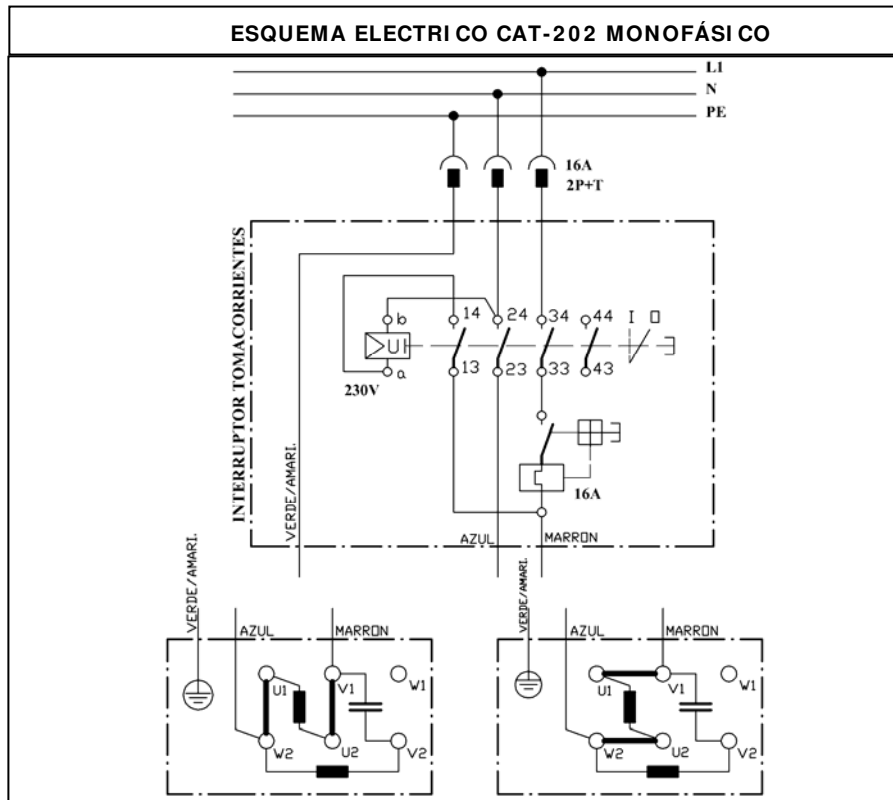 ESQUEMA ELECTRICO CAT-202 MONOFÁSICO
L1
N
PE
16A
2P+T
INTERRUPTOR TOMACORRIENTES
b
14
24
34
44
I O
U
a
13
23
33
43
230V
16A
VERDE/AMARI.
AZUL
MARRON
VERDE/AMARI.
AZUL
MARRON
U1
V1
W1
W2
U2
V2
VERDE/AMARI.
AZUL
MARRON
U1
V1
W1
W2
U2
V2